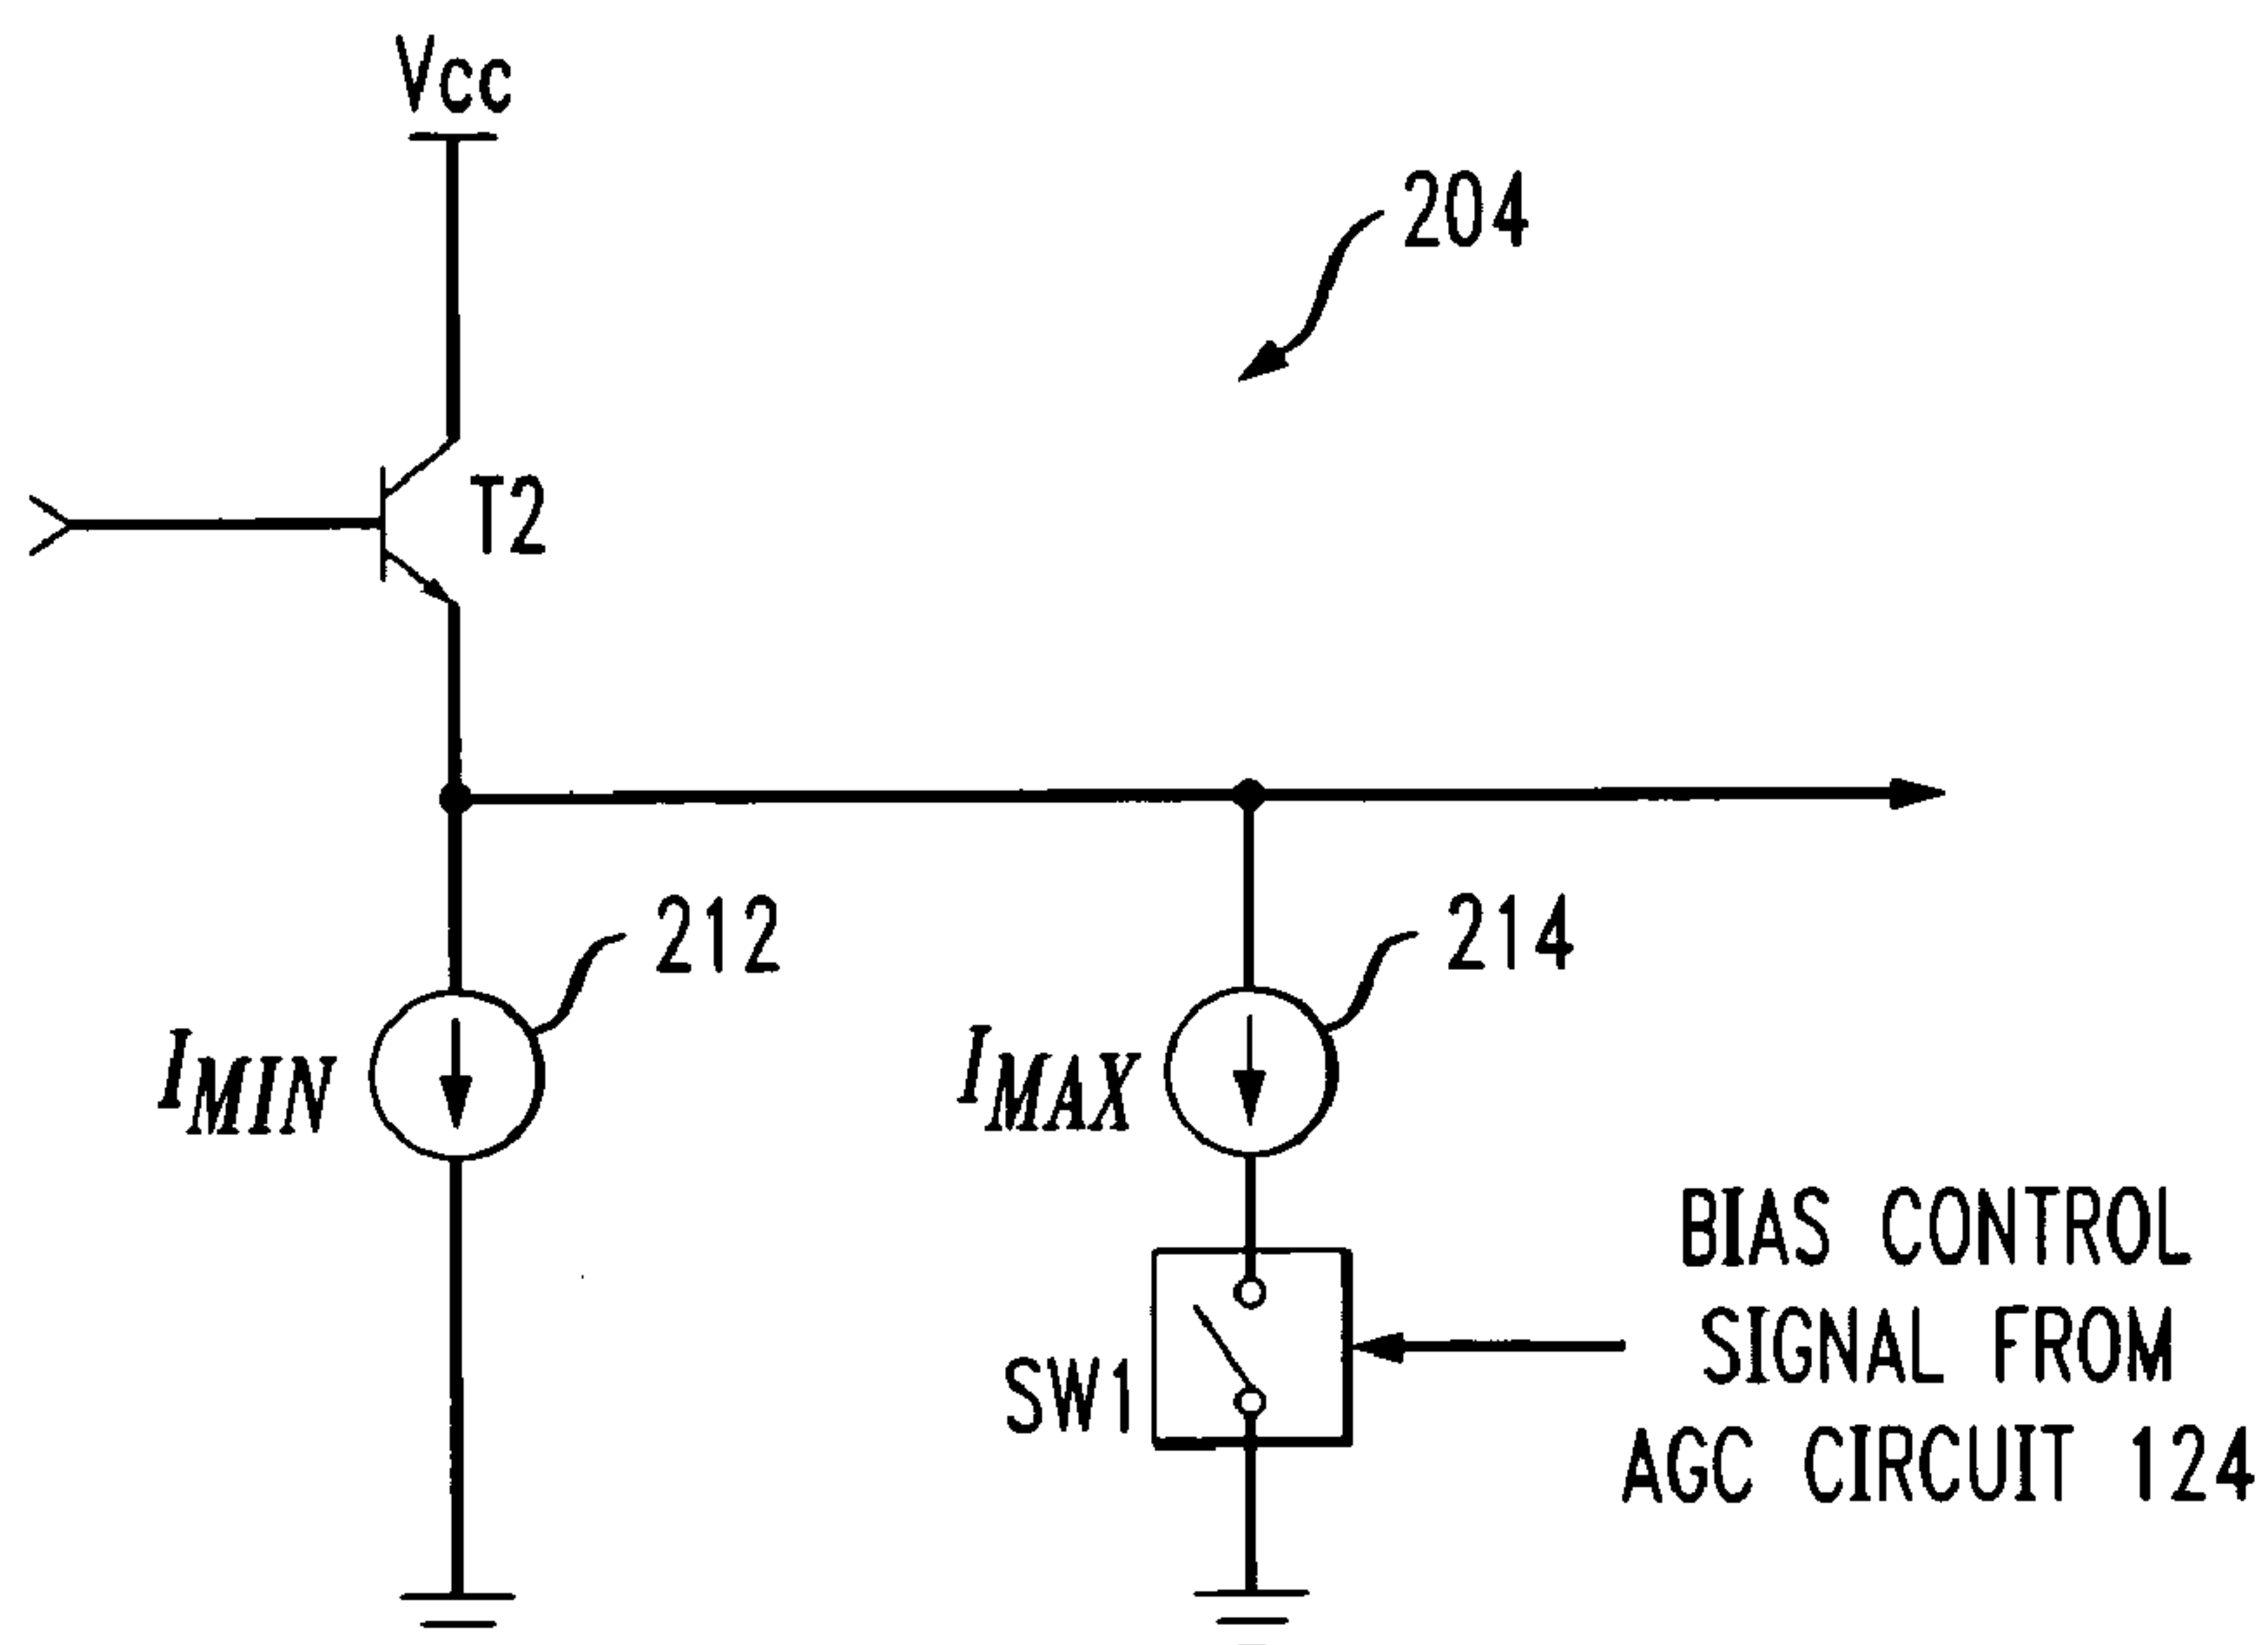 Vcc
204
T2
212
214
IMIN
IMAX
BIAS CONTROL
SIGNAL FROM
AGC CIRCUIT 124
SW1